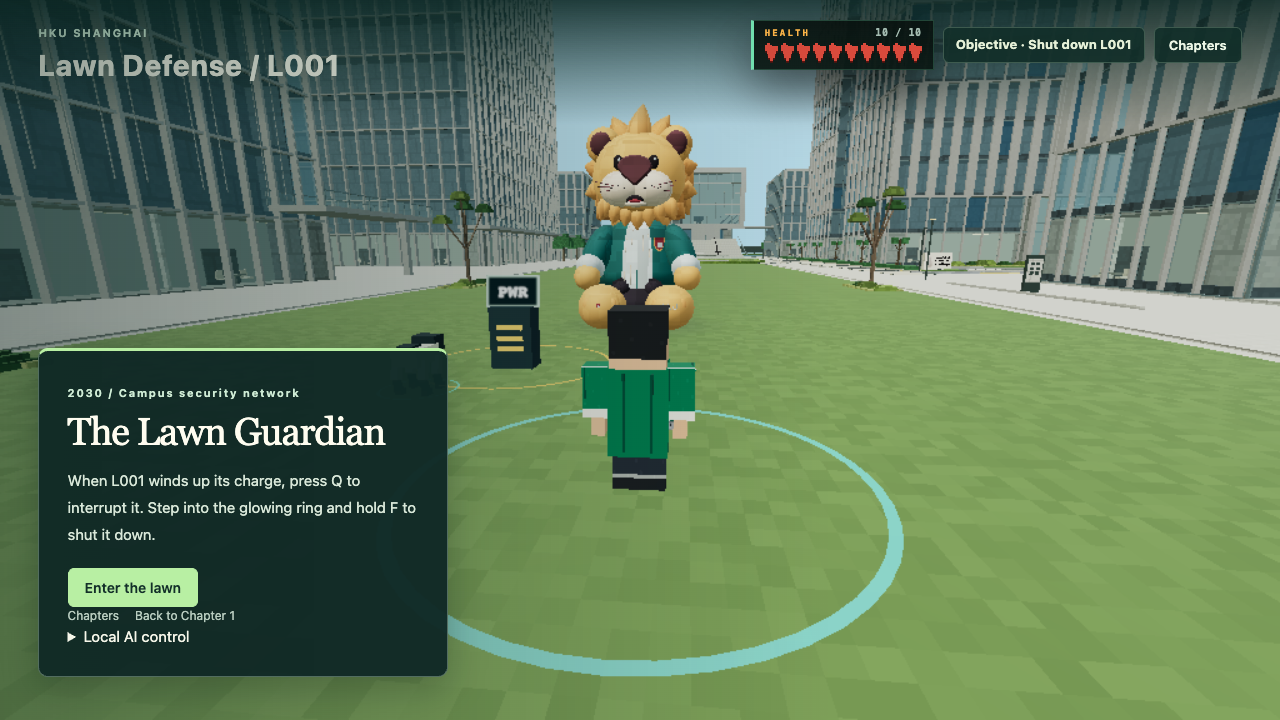 HKU SHANGHAI
Lawn Defense / L001
HEALTH 10 / 10
Objective · Shut down L001
Chapters
PWR
2030 / Campus security network
The Lawn Guardian
When L001 winds up its charge, press Q to
interrupt it. Step into the glowing ring and hold F to
shut it down.
Enter the lawn
Chapters Back to Chapter 1
Local AI control